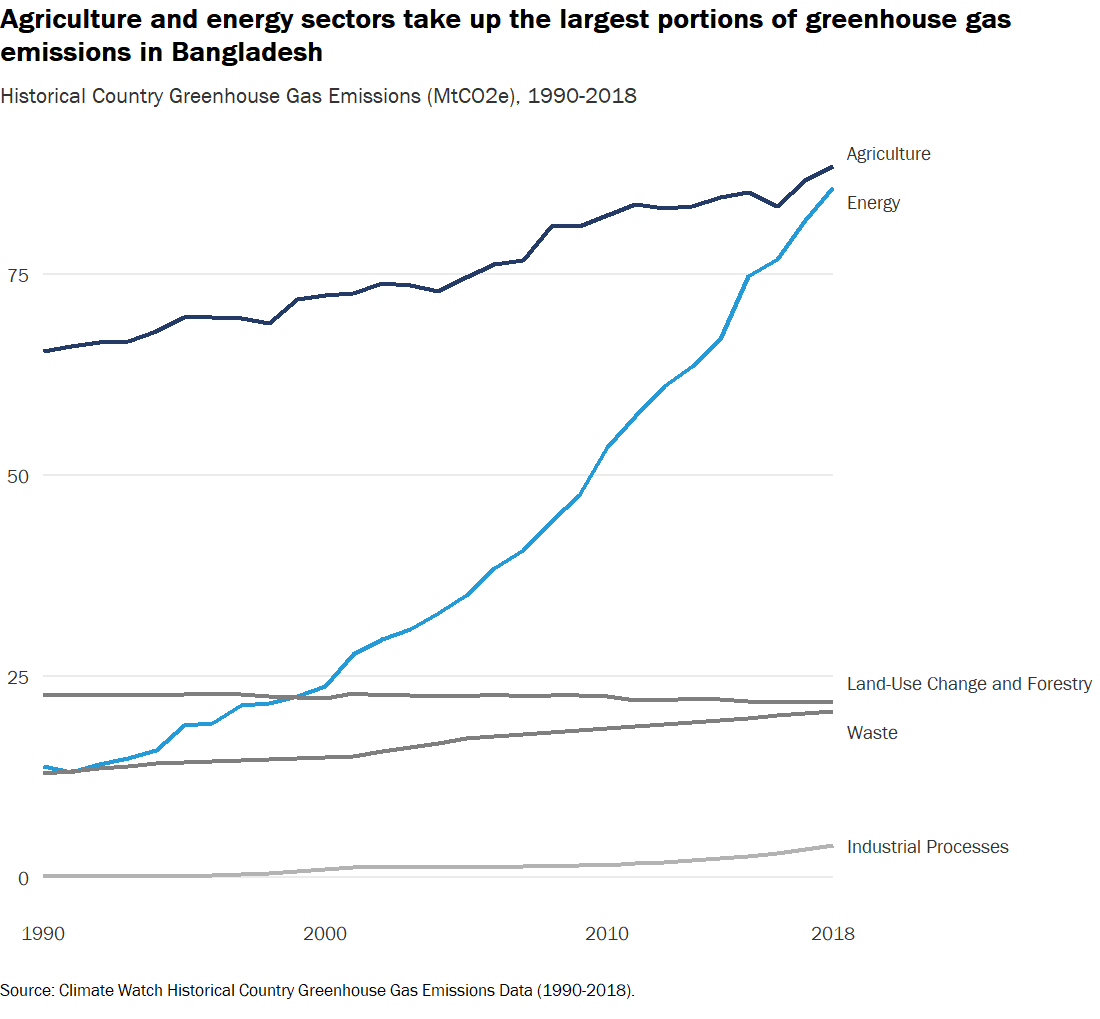 Agriculture and energy sectors take up the largest portions of greenhouse gas
emissions in Bangladesh
Historical Country Greenhouse Gas Emissions (MtCO2e), 1990-2018
Agriculture
Energy
75
50
25
Land-Use Change and Forestry
Waste
Industrial Processes
0
1990
2000
2010
2018
Source: Climate Watch Historical Country Greenhouse Gas Emissions Data (1990-2018).